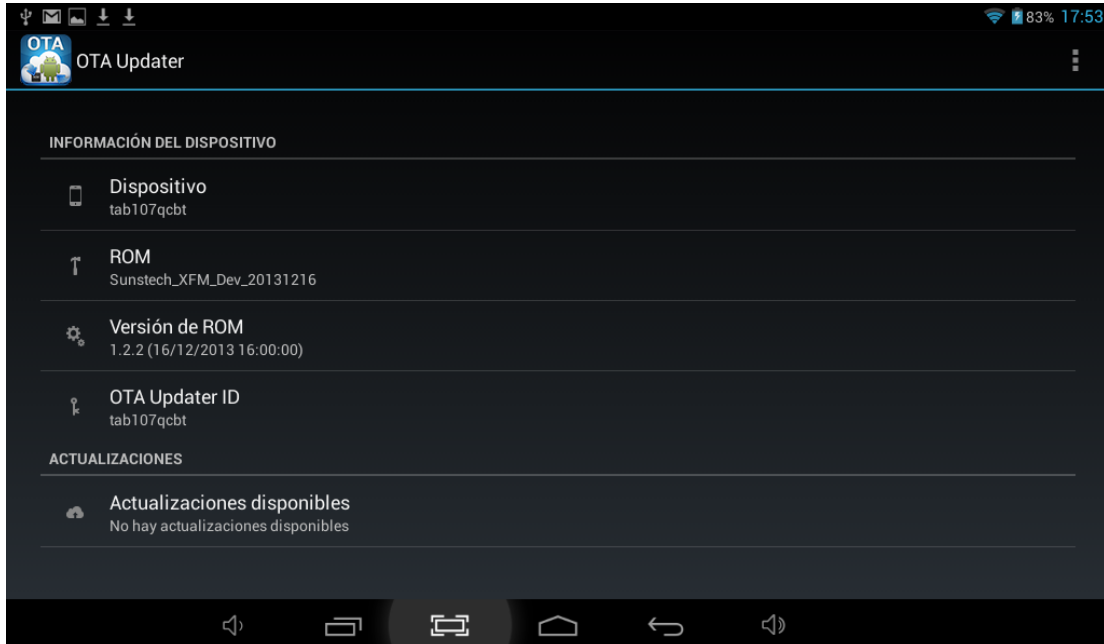 83% 17:53
OTA
OTA Updater
INFORMACIÓN DEL DISPOSITIVO
Dispositivo
tab107qcbt
ROM
Sunstech_XFM_Dev_20131216
Versión de ROM
1.2.2 (16/12/2013 16:00:00)
OTA Updater ID
tab107qcbt
ACTUALIZACIONES
Actualizaciones disponibles
No hay actualizaciones disponibles